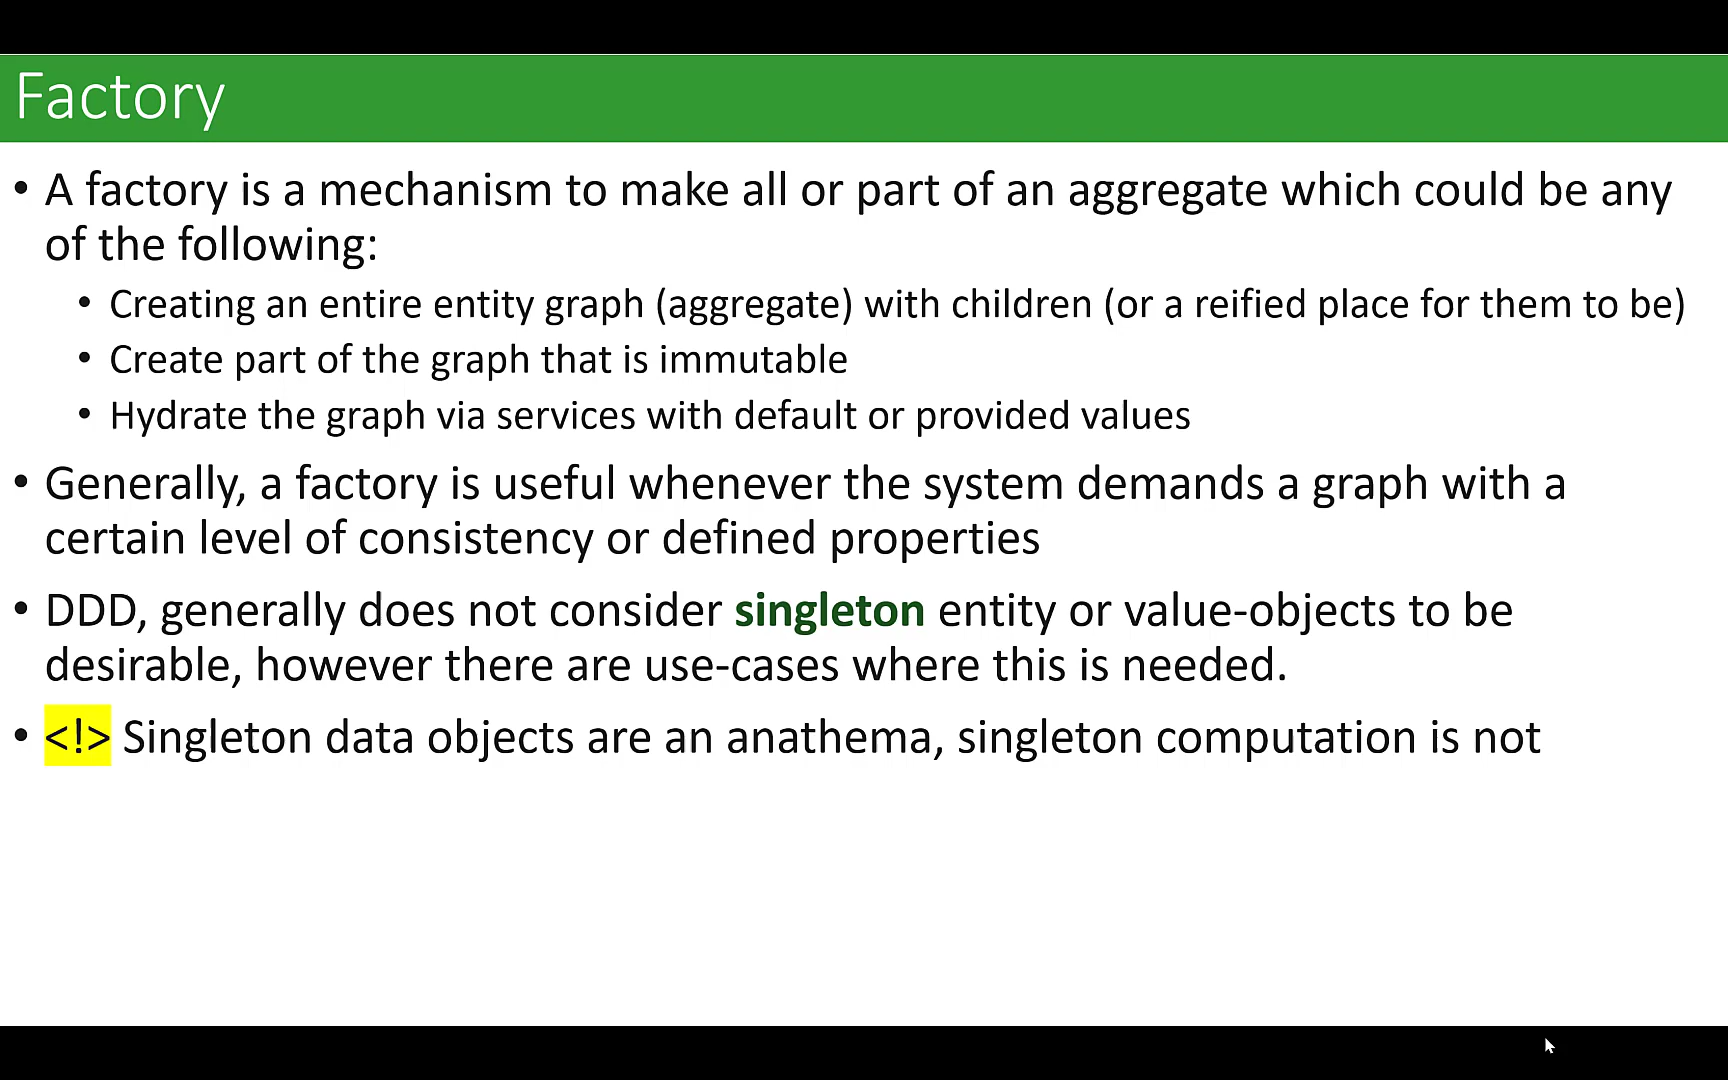 Factory
• A factory is a mechanism to make all or part of an aggregate which could be any
of the following:
• Creating an entire entity graph (aggregate) with children (or a reified place for them to be)
• Create part of the graph that is immutable
• Hydrate the graph via services with default or provided values
• Generally, a factory is useful whenever the system demands a graph with a
certain level of consistency or defined properties
• DDD, generally does not consider singleton entity or value-objects to be
desirable, however there are use-cases where this is needed.
• <!> Singleton data objects are an anathema, singleton computation is not